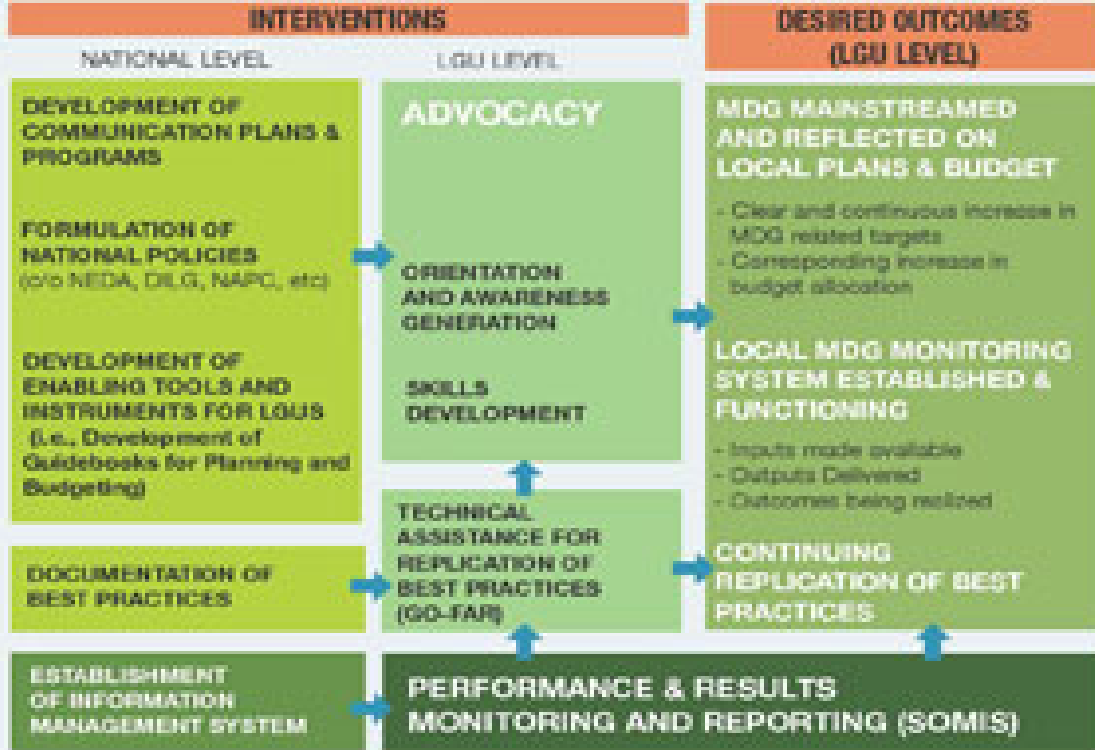 INTERVENTIONS
NATIONAL LEVEL
LGU LEVEL
DESIRED OUTCOMES
(LGU LEVEL)
DEVELOPMENT OF
COMMUNICATION PLANS &
PROGRAMS
FORMULATION OF
NATIONAL POLICIES
(c/o NEDA, DILG, NAPC, etc)
DEVELOPMENT OF
ENABLING TOOLS AND
INSTRUMENTS FOR LGUS
(i.e., Development of
Guidebooks for Planning and
Budgeting)
DOCUMENTATION OF
BEST PRACTICES
ESTABLISHMENT
OF INFORMATION
MANAGEMENT SYSTEM
ADVOCACY
ORIENTATION
AND AWARENESS
GENERATION
SKILLS
DEVELOPMENT
TECHNICAL
ASSISTANCE FOR
REPLICATION OF
BEST PRACTICES
(GO-FAR)
MDG MAINSTREAMED
AND REFLECTED ON
LOCAL PLANS & BUDGET
- Clear and continuous increase in
MDG related targets
- Corresponding increase in
budget allocation
LOCAL MDG MONITORING
SYSTEM ESTABLISHED &
FUNCTIONING
- Inputs made available
- Outputs Delivered
- Outcomes being realized
CONTINUING
REPLICATION OF BEST
PRACTICES
PERFORMANCE & RESULTS
MONITORING AND REPORTING (SOMIS)